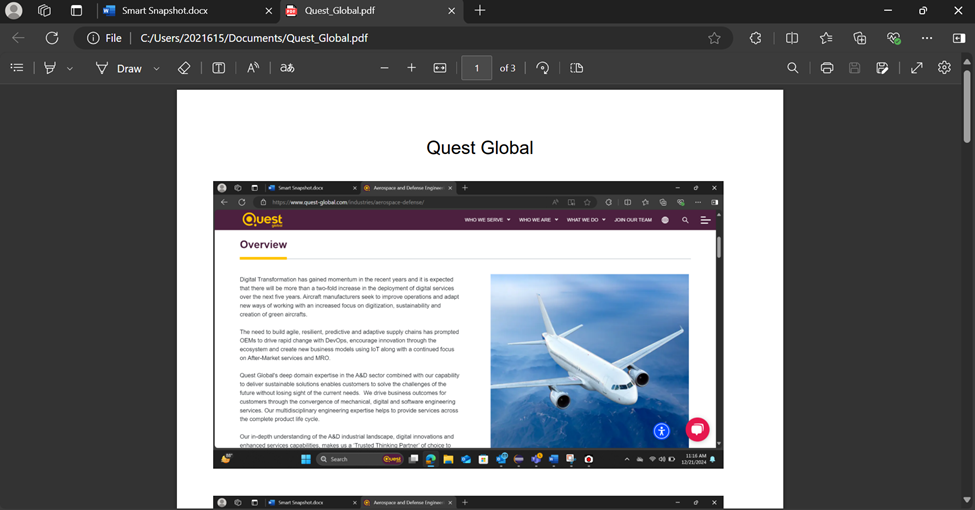 Smart Snapshot.docx
Quest_Global.pdf
File
C:/Users/2021615/Documents/Quest_Global.pdf
Draw
1 of 3
Quest Global
Smart Snapshot.docx
Aerospace and Defense Engineer
https://www.quest-global.com/industries/aerospace-defense/
Quest
global
WHO WE SERVE
WHO WE ARE
WHAT WE DO
JOIN OUR TEAM
Overview
Digital Transformation has gained momentum in the recent years and it is expected
that there will be more than a two-fold increase in the deployment of digital services
over the next five years. Aircraft manufacturers seek to improve operations and adapt
new ways of working with an increased focus on digitization, sustainability and
creation of green aircrafts.
The need to build agile, resilient, predictive and adaptive supply chains has prompted
OEMs to drive rapid change with DevOps, encourage innovation through the
ecosystem and create new business models using IoT along with a continued focus
on After-Market services and MRO.
Quest Global's deep domain expertise in the A&D sector combined with our capability
to deliver sustainable solutions enables customers to solve the challenges of the
future without losing sight of the current needs. We drive business outcomes for
customers through the convergence of mechanical, digital and software engineering
services. Our multidisciplinary engineering expertise helps to provide services across
the complete product life cycle.
Our in-depth understanding of the A&D industrial landscape, digital innovations and
enhanced services capabilities, makes us a 'Trusted Thinking Partner' of choice to
Search
Quest
11:16 AM
12/21/2024
Smart Snapshot.docx
Aerospace and Defense Engineer